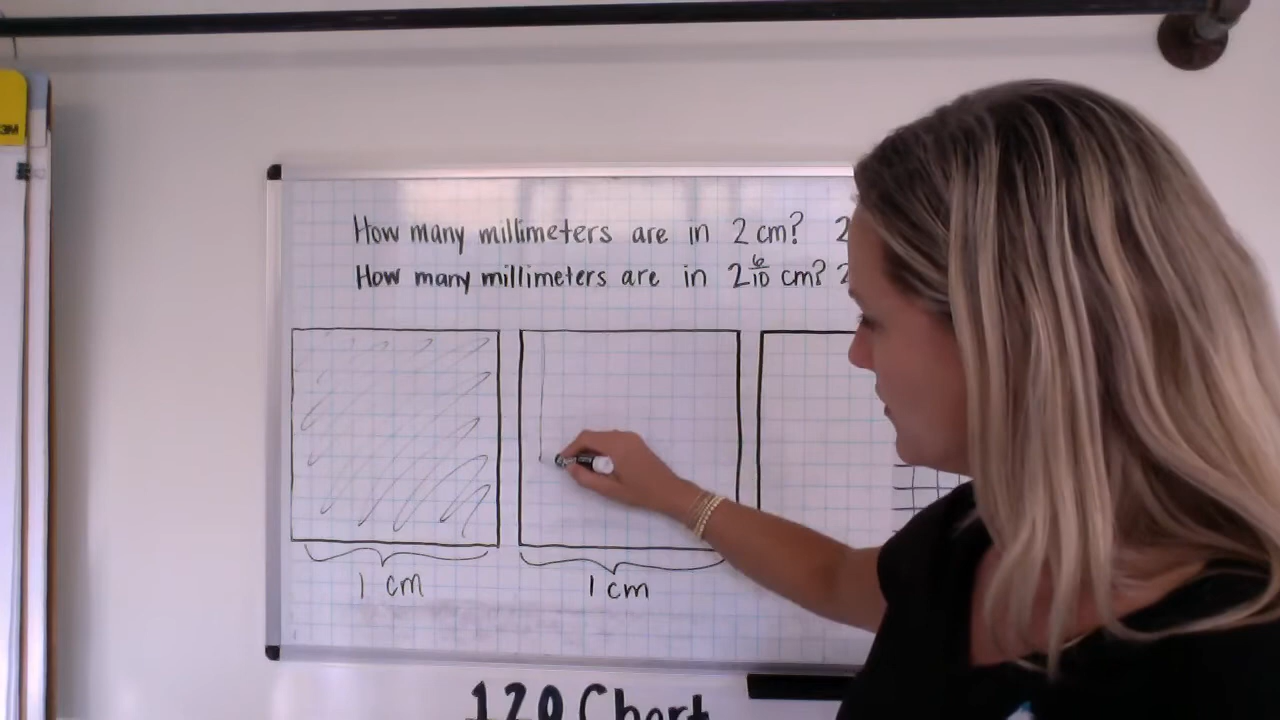 3M
How many millimeters are in 2 cm? 2
How many millimeters are in 2 6/10 cm? 2
1 cm
1 cm
120 Chart